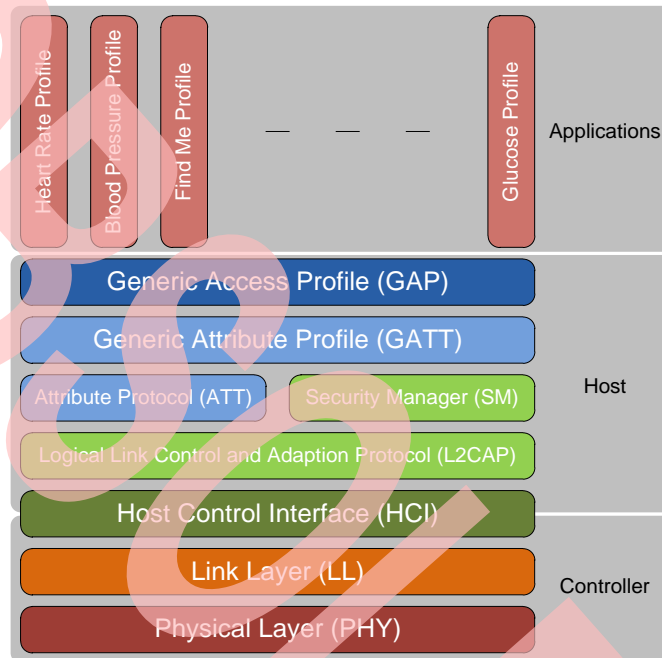 Heart Rate Profile
Blood Pressure Profile
Find Me Profile
Glucose Profile
Applications
Generic Access Profile (GAP)
Generic Attribute Profile (GATT)
Attribute Protocol (ATT)
Security Manager (SM)
Host
Logical Link Control and Adaption Protocol (L2CAP)
Host Control Interface (HCI)
Link Layer (LL)
Controller
Physical Layer (PHY)